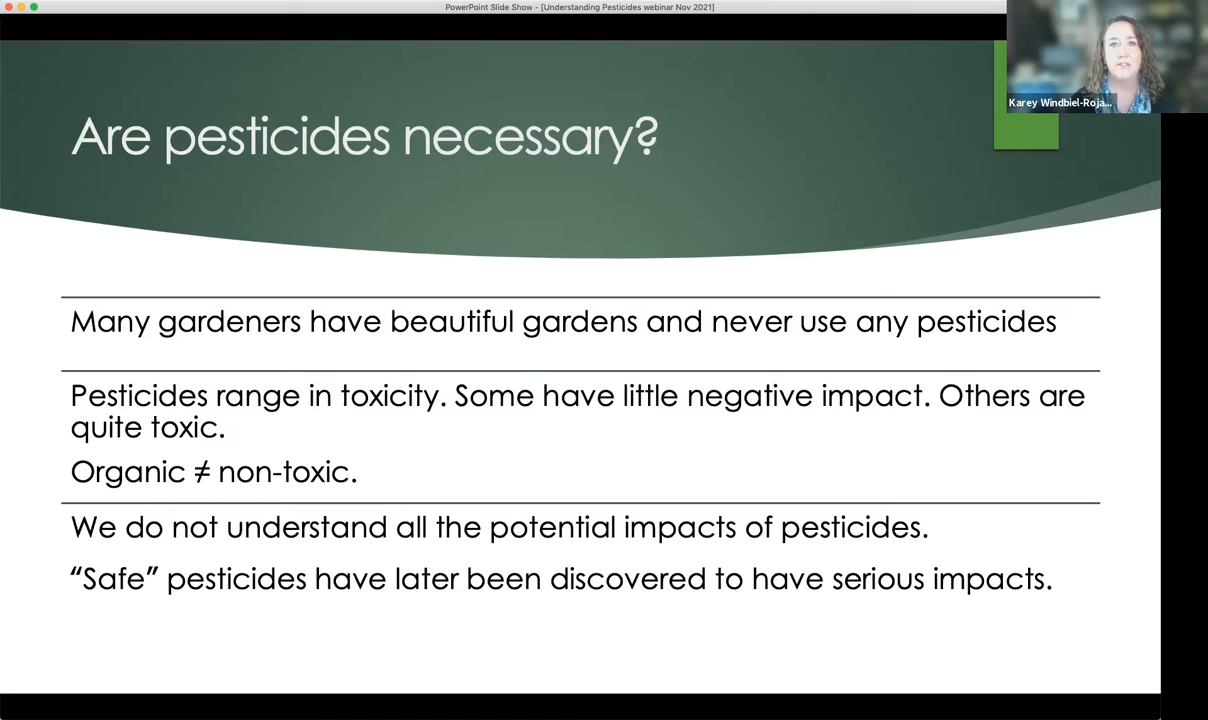 PowerPoint Slide Show - [Understanding Pesticides webinar Nov 2021]
Karey Windbiel-Roja...
Are pesticides necessary?
Many gardeners have beautiful gardens and never use any pesticides
Pesticides range in toxicity. Some have little negative impact. Others are
quite toxic.
Organic ≠ non-toxic.
We do not understand all the potential impacts of pesticides.
“Safe” pesticides have later been discovered to have serious impacts.